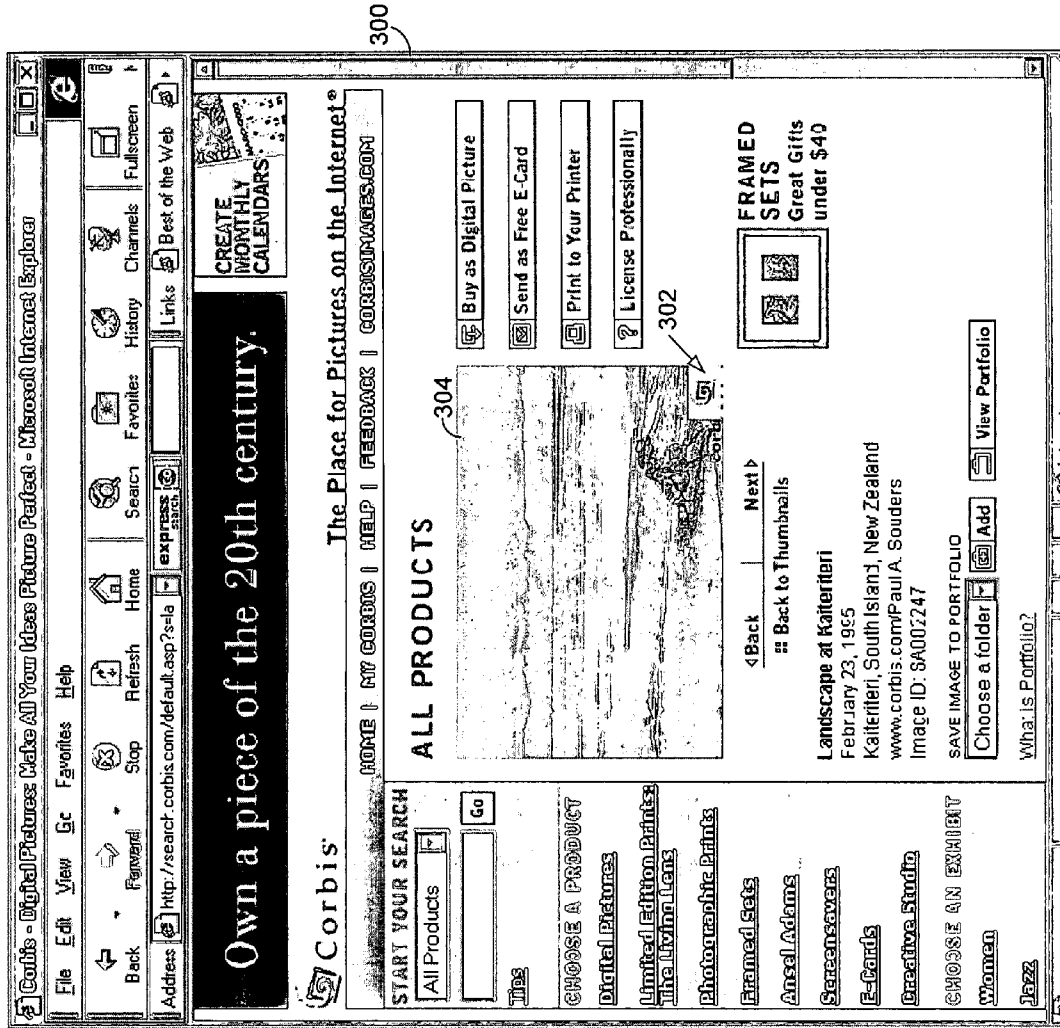 Corbis - Digital Pictures: Make All Your Ideas Picture Perfect - Microsoft Internet Explorer
File Edit View Go Favorites Help
Back Forward Stop Refresh Home Search Favorites History Channels Fullscreen
Address http://search.corbis.com/default.asp?s=la express search Links Best of the Web
Own a piece of the 20th century.
CREATE
MONTHLY
CALENDARS
Corbis
The Place for Pictures on the Internet®
HOME | MY CORBIS | HELP | FEEDBACK | CORBISIMAGES.COM
START YOUR SEARCH
All Products
Go
Tips
CHOOSE A PRODUCT
Digital Pictures
Limited Edition Prints:
The Living Lens
Photographic Prints
Framed Sets
Ansel Adams
Screensavers
E-Cards
Creative Studio
CHOOSE AN EXHIBIT
Women
Jazz
ALL PRODUCTS
304
Buy as Digital Picture
Send as Free E-Card
Print to Your Printer
License Professionally
302
Back Next
Back to Thumbnails
FRAMED
SETS
Great Gifts
under $40
Landscape at Kaiteriteri
February 23, 1995
Kaiteriteri, South Island, New Zealand
www.corbis.com/Paul A. Souders
SAVE IMAGE TO PORTFOLIO
Choose a folder Add View Portfolio
What is Portfolio?
300